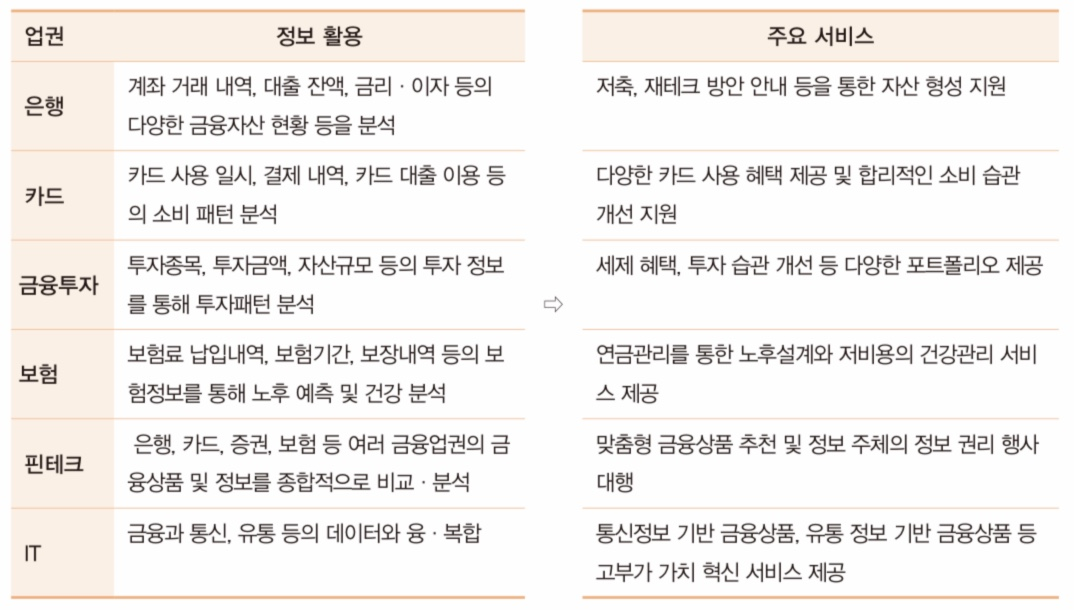 업권 정보 활용 주요 서비스
은행 계좌 거래 내역, 대출 잔액, 금리 · 이자 등의 저축, 재테크 방안 안내 등을 통한 자산 형성 지원
다양한 금융자산 현황 등을 분석
카드 카드 사용 일시, 결제 내역, 카드 대출 이용 등 다양한 카드 사용 혜택 제공 및 합리적인 소비 습관
의 소비 패턴 분석 개선 지원
금융투자 투자종목, 투자금액, 자산규모 등의 투자 정보 세제 혜택, 투자 습관 개선 등 다양한 포트폴리오 제공
를 통해 투자패턴 분석
⇨
보험 보험료 납입내역, 보험기간, 보장내역 등의 보 연금관리를 통한 노후설계와 저비용의 건강관리 서비
험정보를 통해 노후 예측 및 건강 분석 스 제공
핀테크 은행, 카드, 증권, 보험 등 여러 금융업권의 금 맞춤형 금융상품 추천 및 정보 주체의 정보 권리 행사
융상품 및 정보를 종합적으로 비교 · 분석 대행
IT 금융과 통신, 유통 등의 데이터와 융 · 복합 통신정보 기반 금융상품, 유통 정보 기반 금융상품 등
고부가 가치 혁신 서비스 제공